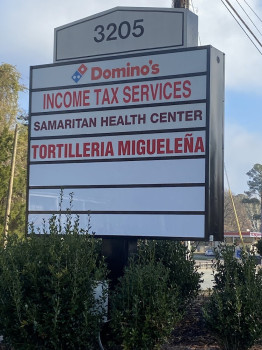 3205
Domino's
INCOME TAX SERVICES
SAMARITAN HEALTH CENTER
TORTILLERIA MIGUELEÑA